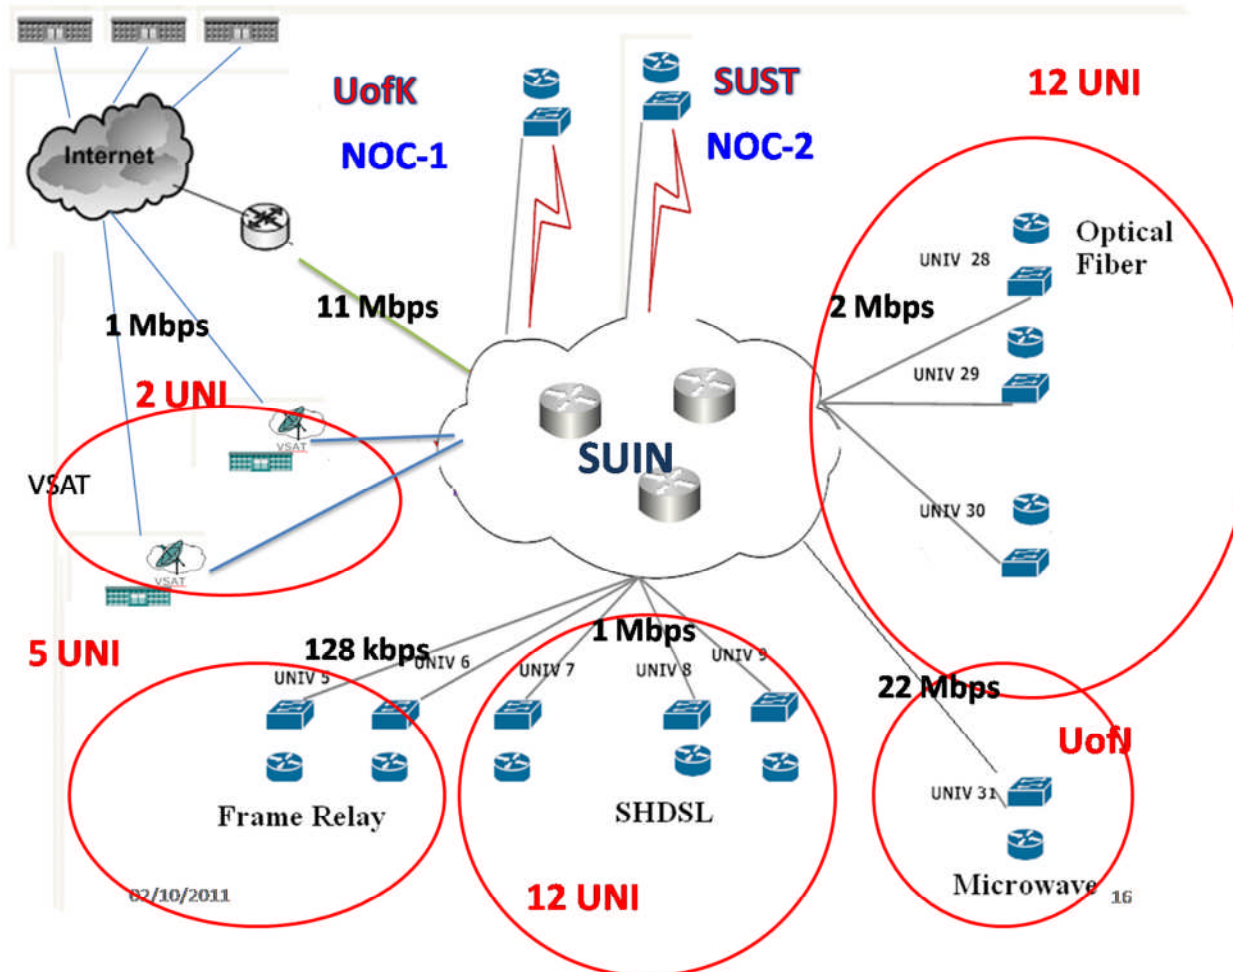 UofK
NOC-1
SUST
NOC-2
12 UNI
Internet
Optical
Fiber
UNIV 28
11 Mbps
2 Mbps
1 Mbps
UNIV 29
2 UNI
VSAT
SUIN
VSAT
UNIV 30
VSAT
5 UNI
128 kbps
1 Mbps
UNIV 5
UNIV 6
UNIV 7
UNIV 8
UNIV 9
22 Mbps
UofJ
UNIV 31
Frame Relay
SHDSL
Microwave
02/10/2011
12 UNI
16